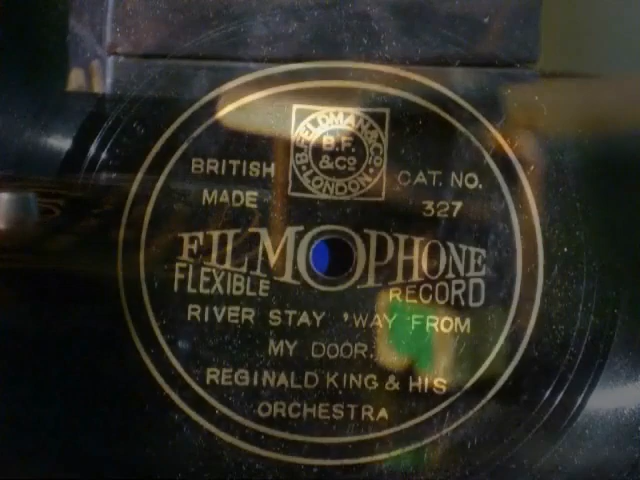 B. FELDMAN & CO.
B.F.
& CO
LONDON
BRITISH
MADE
CAT. NO.
327
FILMOPHONE
FLEXIBLE RECORD
RIVER STAY 'WAY FROM
MY DOOR.
REGINALD KING & HIS
ORCHESTRA